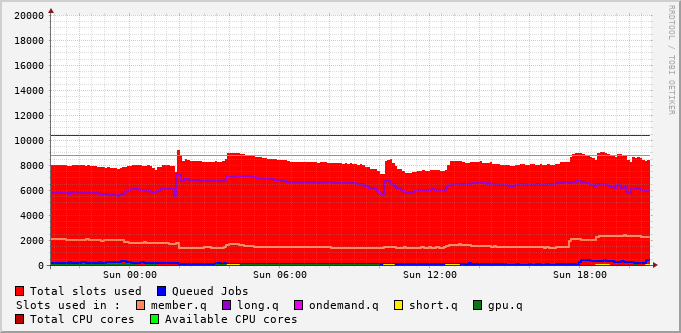 20000
18000
16000
14000
12000
10000
8000
6000
4000
2000
0
Sun 00:00 Sun 06:00 Sun 12:00 Sun 18:00
Total slots used Queued Jobs
Slots used in : member.q long.q ondemand.q short.q gpu.q
Total CPU cores Available CPU cores
RRDTOOL / TOBI OETIKER